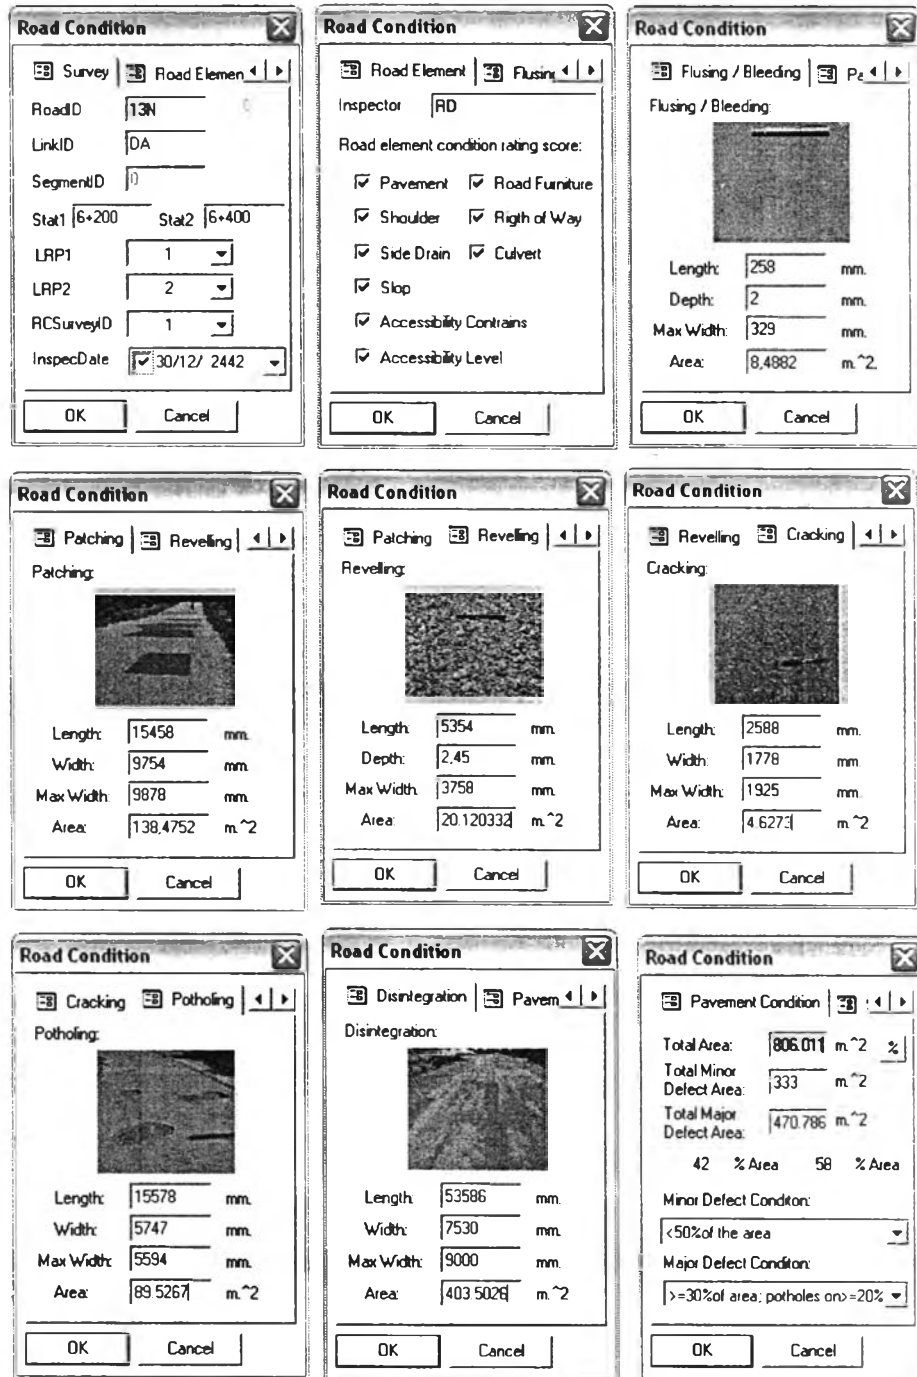 Road Condition
Survey Road Elemen
RoadID 13N
LinkID DA
SegmentID 0
Stat1 6+200 Stat2 6+400
LRP1 1
LRP2 2
RCSurveyID 1
InspecDate 30/12/ 2442
OK Cancel
Road Condition
Road Element Flusing
Inspector RD
Road element condition rating score:
Pavement Road Furniture
Shoulder Rigth of Way
Side Drain Culvert
Slop
Accessibility Contrains
Accessibility Level
OK Cancel
Road Condition
Flusing / Bleeding Pa
Flusing / Bleeding:
Length: 258 mm.
Depth: 2 mm.
Max Width: 329 mm.
Area: 8,4882 m.^2.
OK Cancel
Road Condition
Patching Revelling
Patching:
Length: 15458 mm.
Width: 9754 mm.
Max Width: 9878 mm.
Area: 138,4752 m.^2
OK Cancel
Road Condition
Patching Revelling
Revelling:
Length: 5354 mm.
Depth: 2,45 mm.
Max Width: 3758 mm.
Area: 20.120332 m.^2
OK Cancel
Road Condition
Revelling Cracking
Cracking:
Length: 2588 mm.
Width: 1778 mm.
Max Width: 1925 mm.
Area: 4.6273 m.^2
OK Cancel
Road Condition
Cracking Potholing
Potholing:
Length: 15578 mm.
Width: 5747 mm.
Max Width: 5594 mm.
Area: 89.5267 m.^2
OK Cancel
Road Condition
Disintegration Pavem
Disintegration:
Length: 53586 mm.
Width: 7530 mm.
Max Width: 9000 mm.
Area: 403.5026 m.^2
OK Cancel
Road Condition
Pavement Condition
Total Area: 806.011 m.^2 %
Total Minor
Defect Area: 333 m.^2
Total Major
Defect Area: 470.786 m.^2
42 % Area 58 % Area
Minor Defect Conditon:
<50%of the area
Major Defect Conditon:
>=30%of area; potholes on>=20%
OK Cancel